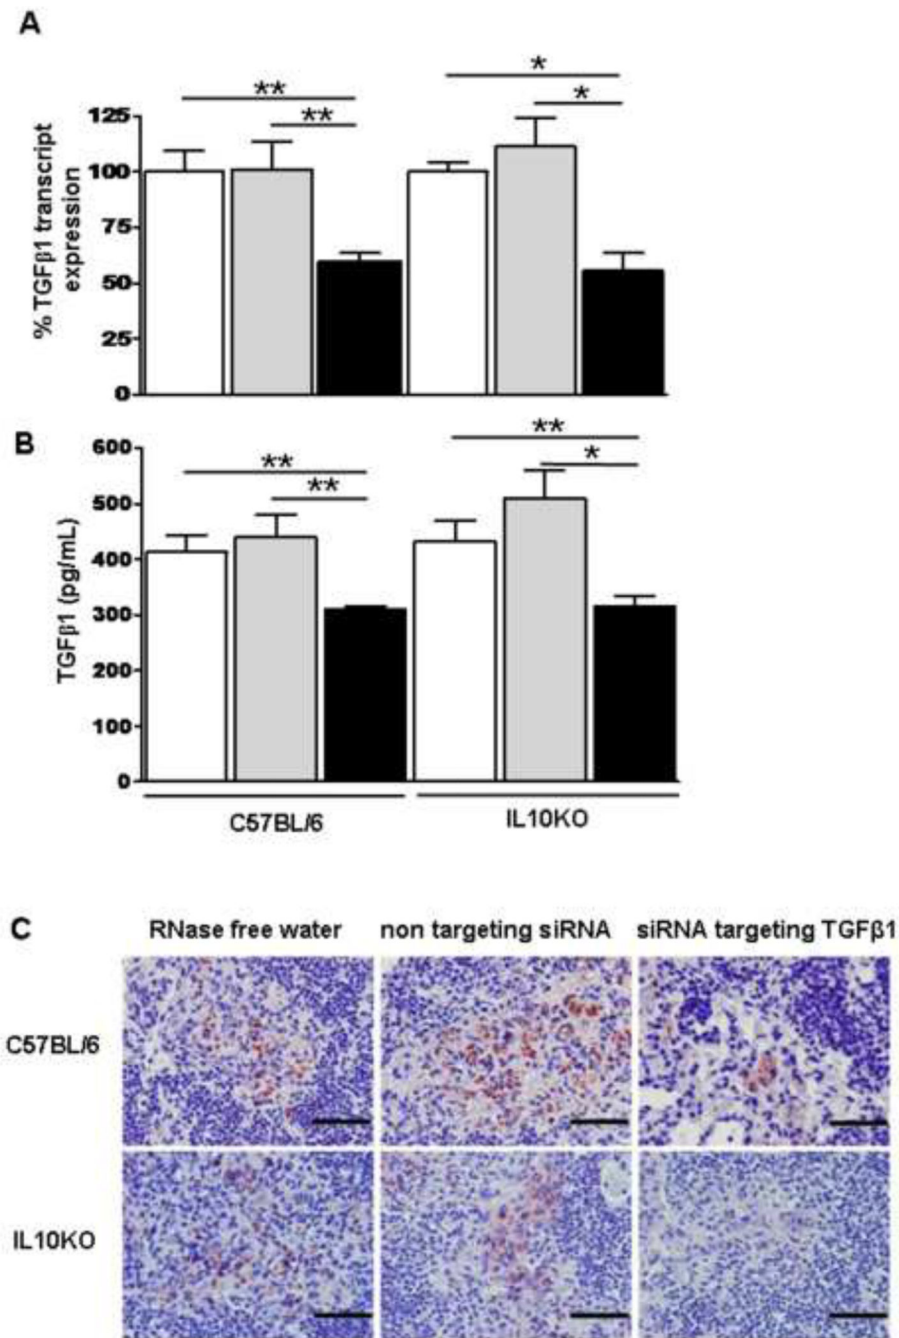 A
% TGFβ1 transcript
expression
125
100
75
50
25
0
**
**
*
*
B
TGFβ1 (pg/mL)
600
500
400
300
200
100
0
**
**
**
*
C57BL/6
IL10KO
C
RNase free water
non targeting siRNA
siRNA targeting TGFβ1
C57BL/6
IL10KO